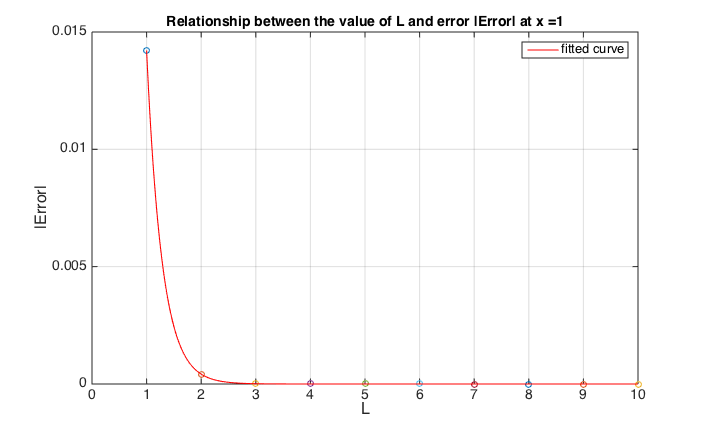 Relationship between the value of L and error |Error| at x =1
0.015
fitted curve
0.01
|Error|
0.005
0
0 1 2 3 4 5 6 7 8 9 10
L